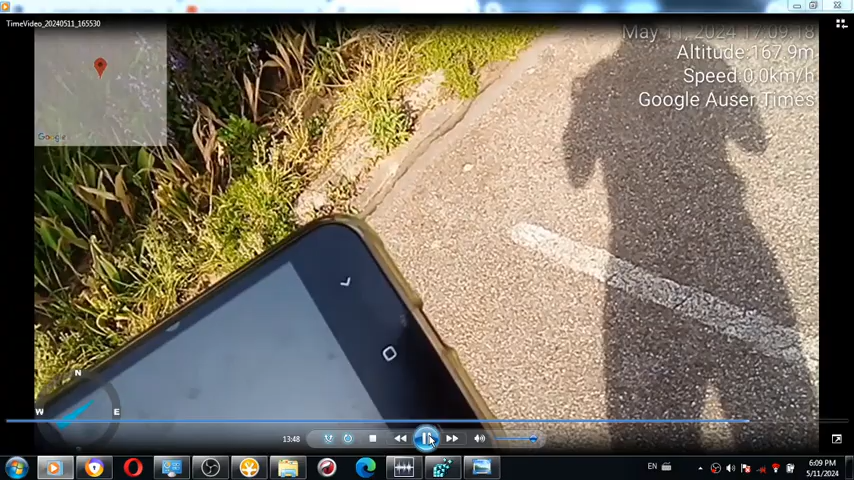 TimeVideo_20240511_165530
May 11, 2024 17:09:18
Altitude:167.9m
Speed:0.0km/h
Google Auser.Times
Google
N
W
E
13:48
EN
6:09 PM
5/11/2024